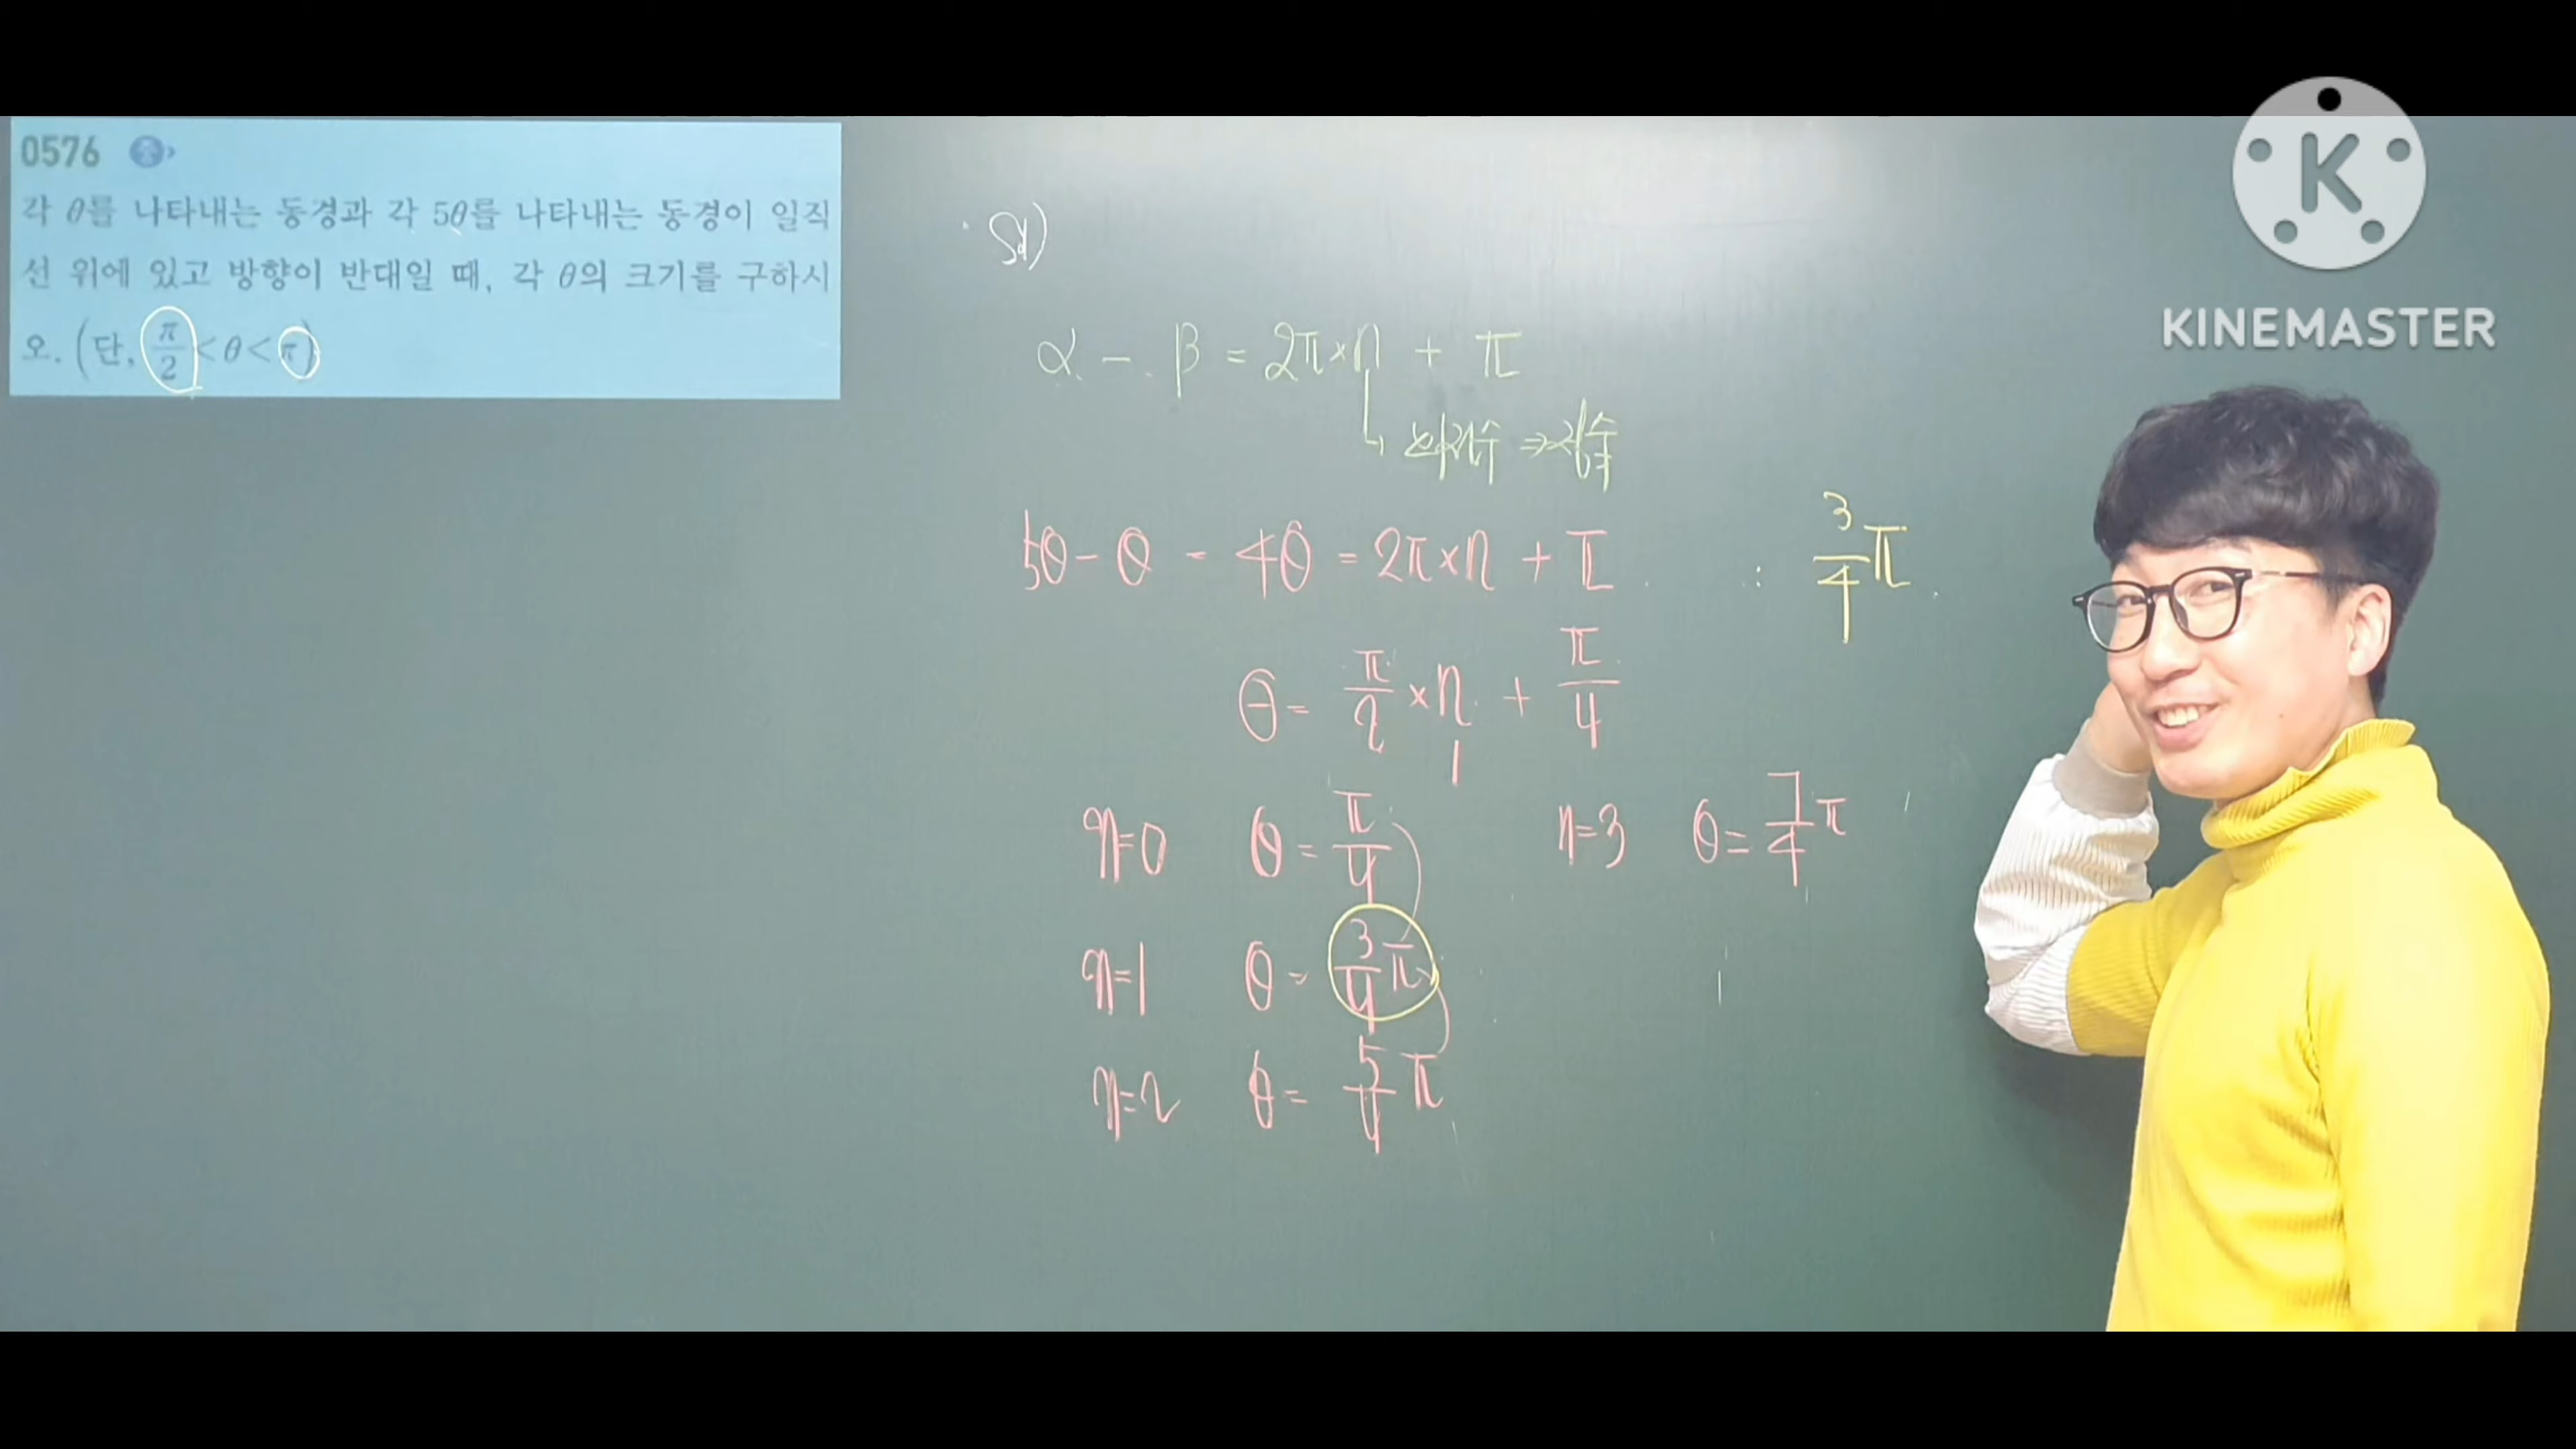 0576 중
각 θ를 나타내는 동경과 각 5θ를 나타내는 동경이 일직
선 위에 있고 방향이 반대일 때, 각 θ의 크기를 구하시
오. (단, π/2 < θ < π)
Sol)
α - β = 2π×n + π
5θ - θ = 4θ = 2π×n + π
θ = π/2 ×n + π/4
n=0 θ = π/4
n=1 θ = 3/4 π
n=2 θ = 5/4 π
n=3 θ = 7/4 π
∴ 3/4 π
K
KINEMASTER